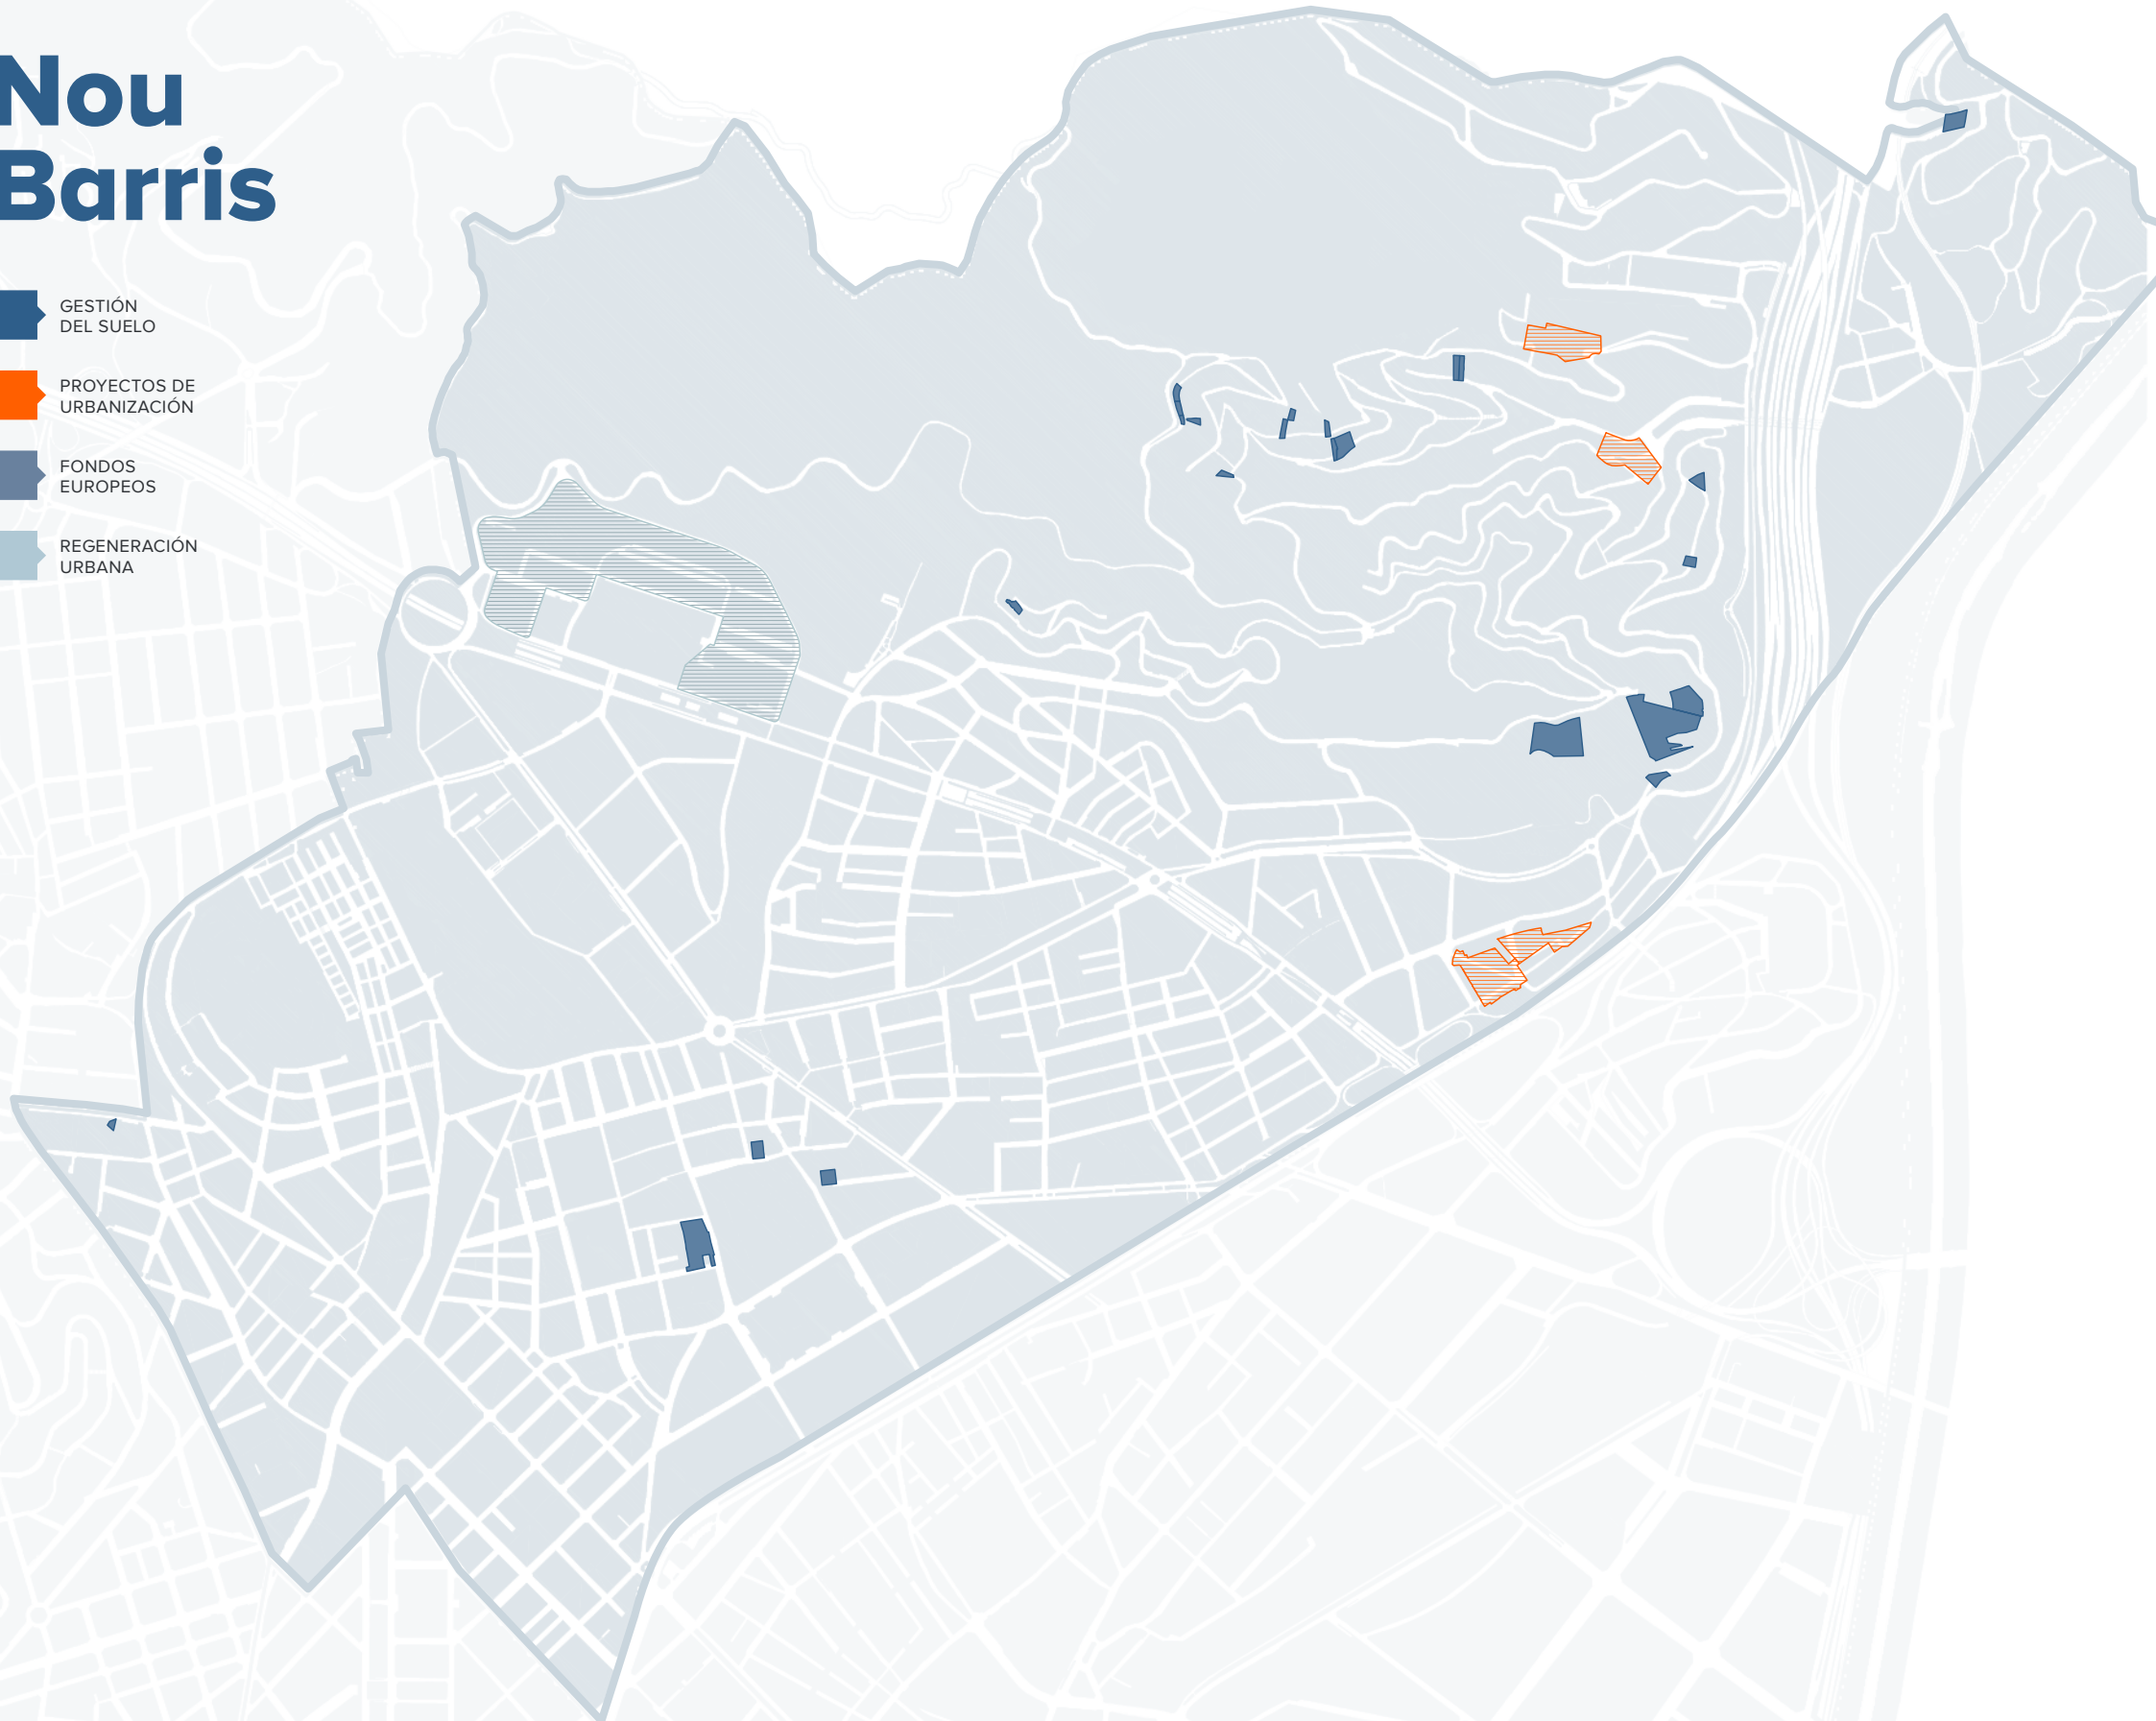 Nou
Barris
GESTIÓN
DEL SUELO
PROYECTOS DE
URBANIZACIÓN
FONDOS
EUROPEOS
REGENERACIÓN
URBANA